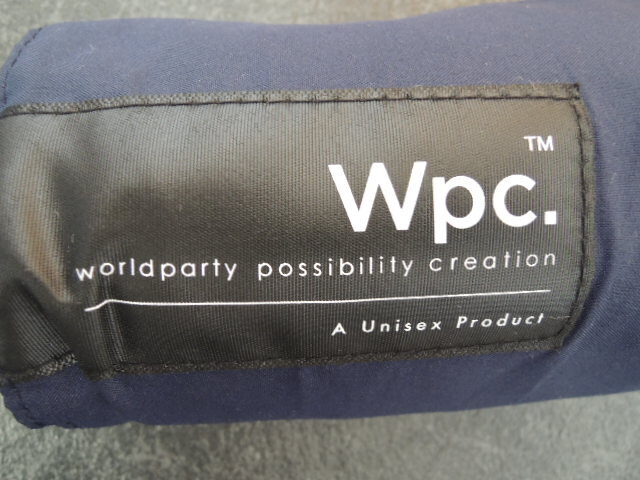 Wpc.™
worldparty possibility creation
A Unisex Product